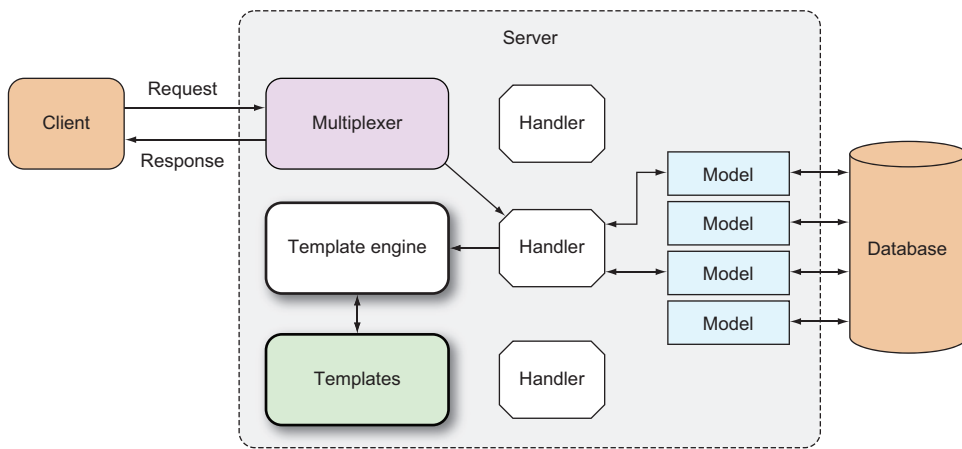 Server
Request
Client
Multiplexer
Handler
Response
Model
Model
Template engine
Handler
Database
Model
Model
Templates
Handler